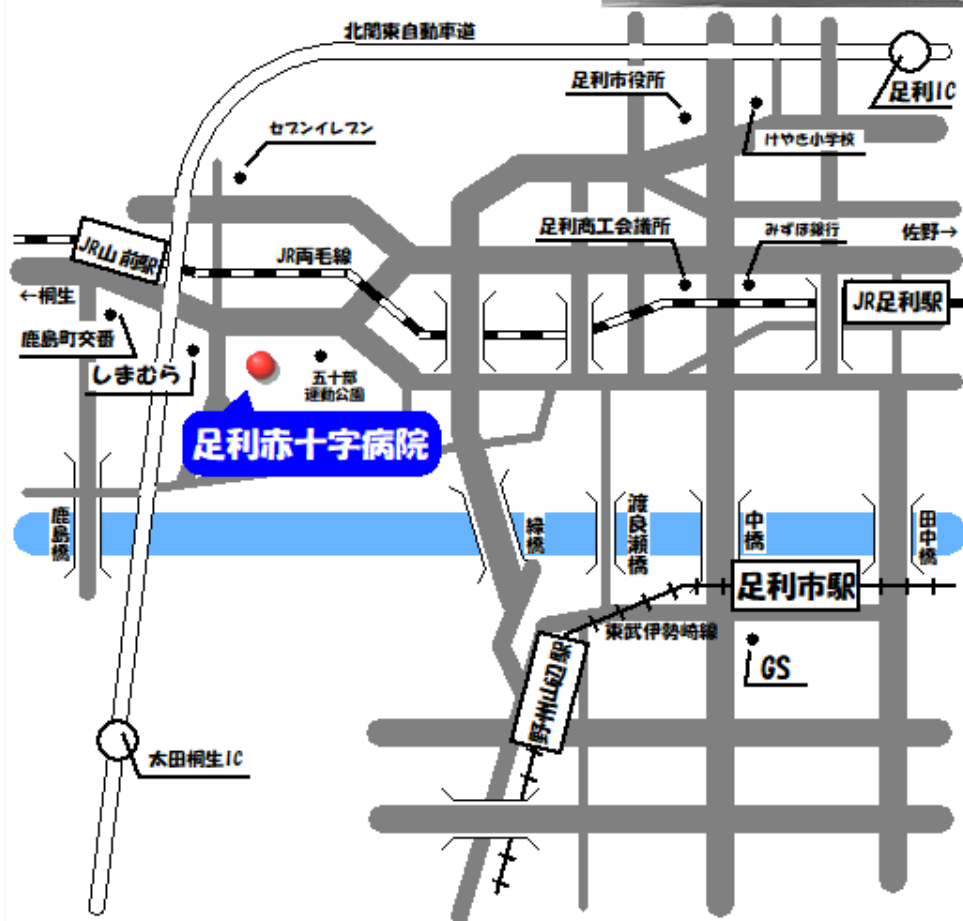 北関東自動車道
足利IC
足利市役所
けやき小学校
セブンイレブン
足利商工会議所
みずほ銀行
佐野→
JR山前駅
JR両毛線
←桐生
JR足利駅
鹿島町交番
しまむら
五十部
運動公園
足利赤十字病院
鹿島橋
緑橋
渡良瀬橋
中橋
田中橋
足利市駅
東武伊勢崎線
野州山辺駅
GS
太田桐生IC